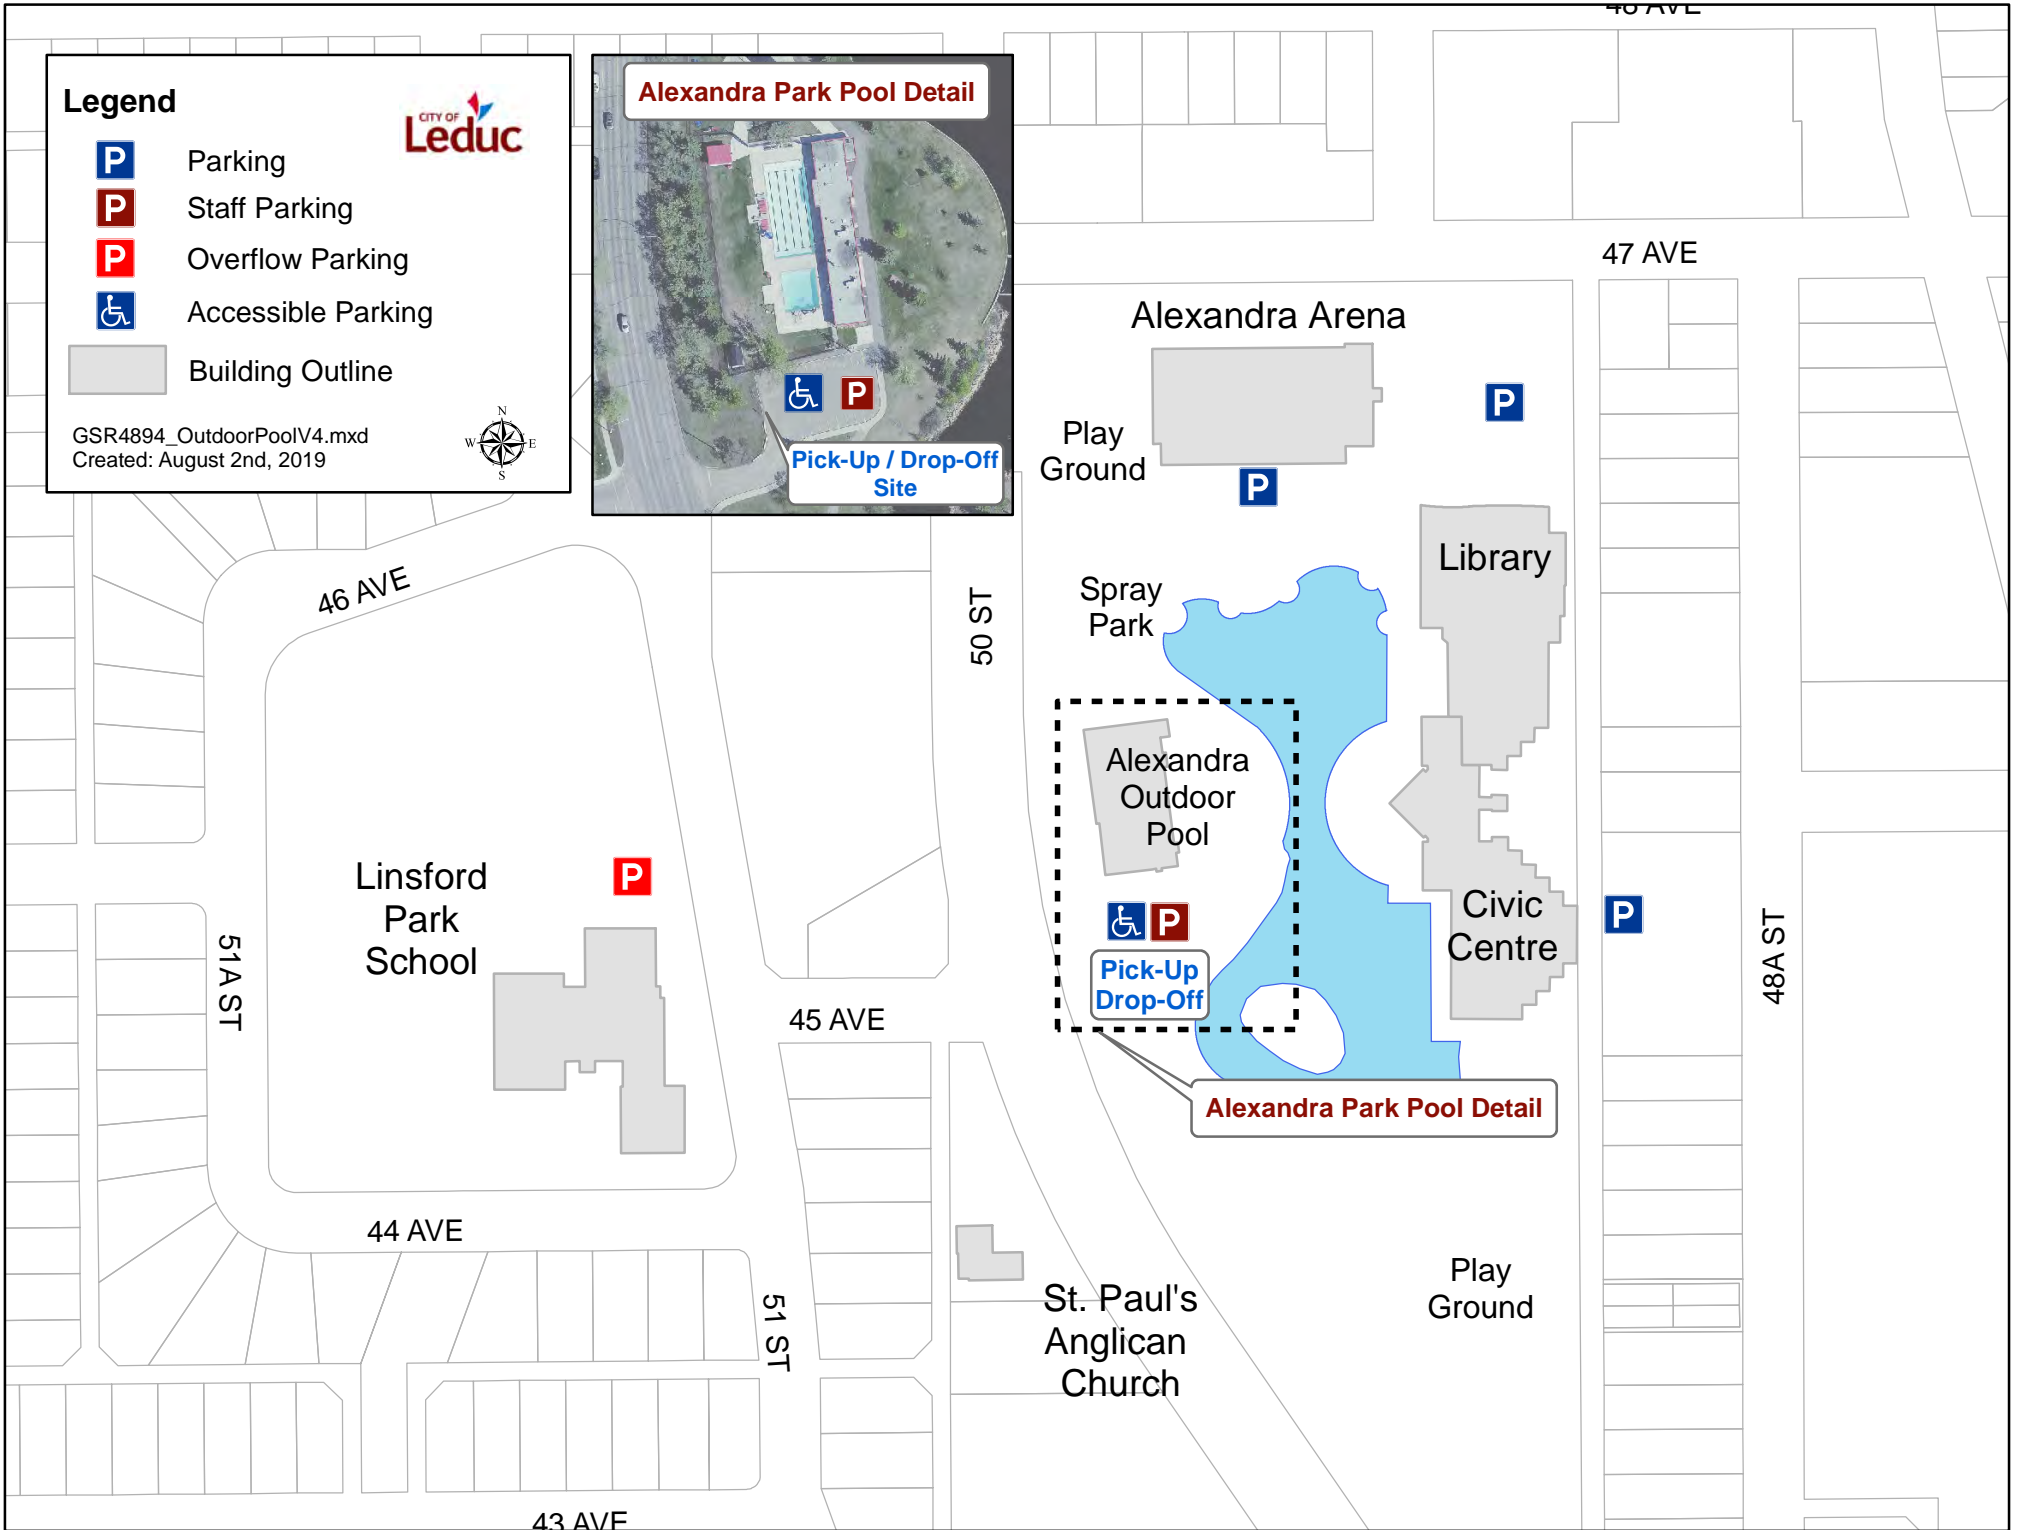 48 AVE
Legend
CITY OF
Leduc
P Parking
P Staff Parking
P Overflow Parking
Accessible Parking
Building Outline
GSR4894_OutdoorPoolV4.mxd
Created: August 2nd, 2019
N
W E
S
Alexandra Park Pool Detail
P
Pick-Up / Drop-Off
Site
47 AVE
Alexandra Arena
P
Play
Ground
P
Library
46 AVE
50 ST
Spray
Park
Alexandra
Outdoor
Pool
Linsford
Park
School
P
P
Pick-Up
Drop-Off
Civic
Centre
P
51A ST
48A ST
45 AVE
Alexandra Park Pool Detail
44 AVE
51 ST
St. Paul's
Anglican
Church
Play
Ground
43 AVE